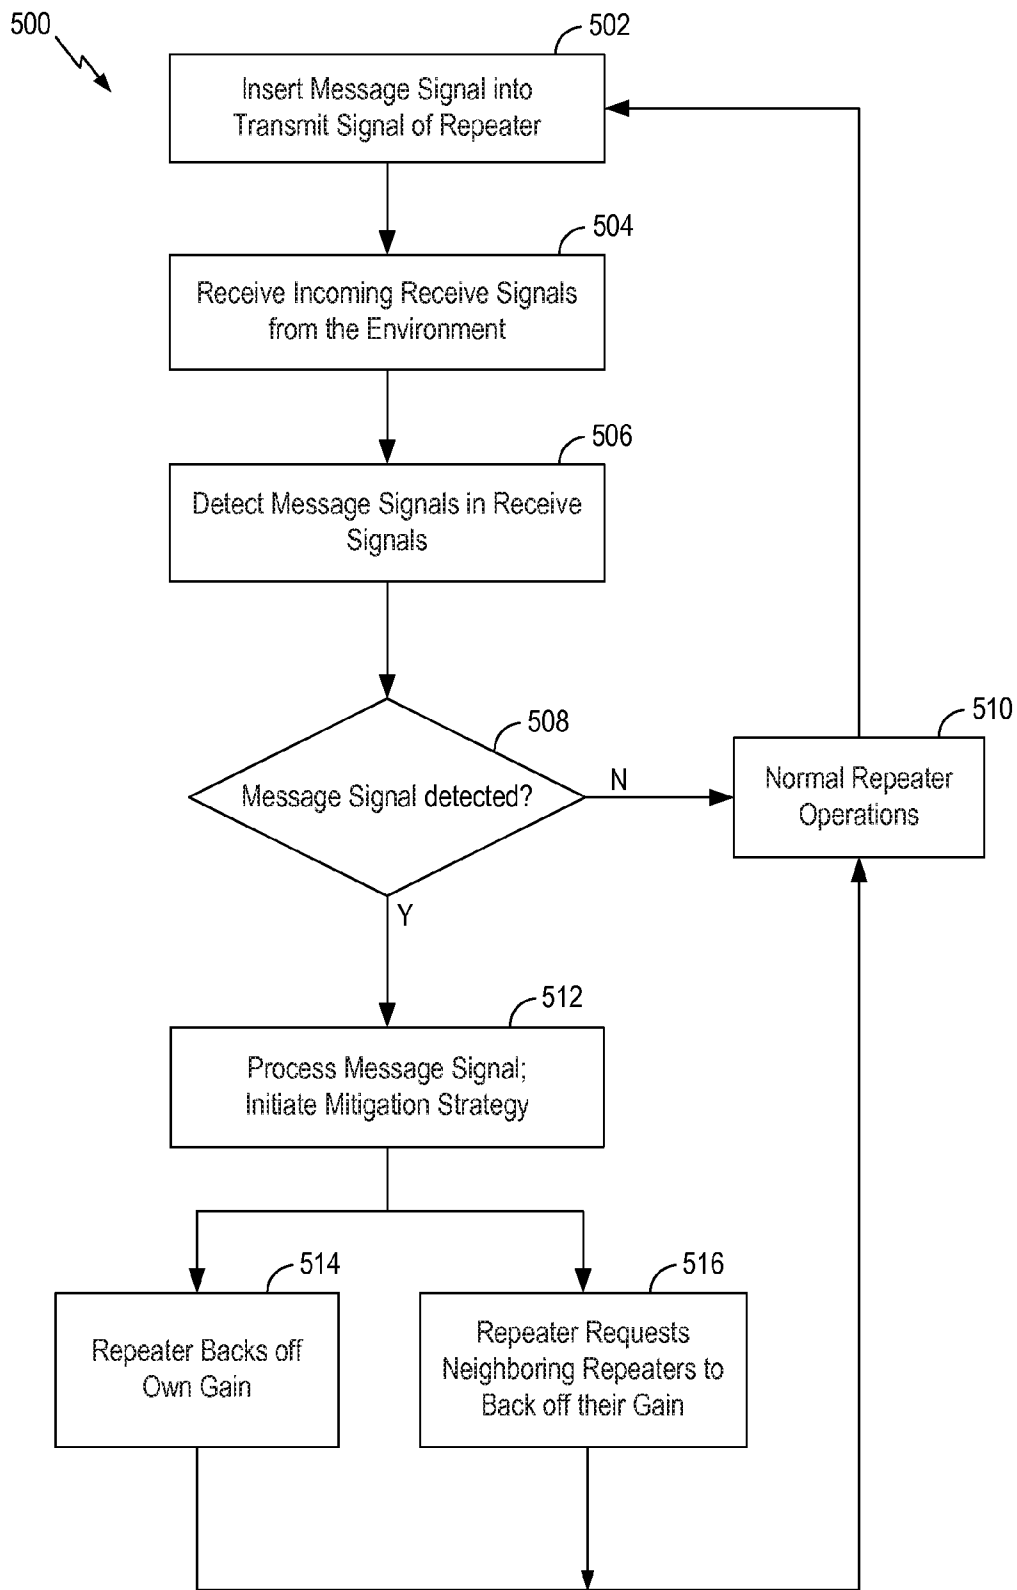 500
502
Insert Message Signal into
Transmit Signal of Repeater
504
Receive Incoming Receive Signals
from the Environment
506
Detect Message Signals in Receive
Signals
508
Message Signal detected?
N
510
Normal Repeater
Operations
Y
512
Process Message Signal;
Initiate Mitigation Strategy
514
Repeater Backs off
Own Gain
516
Repeater Requests
Neighboring Repeaters to
Back off their Gain